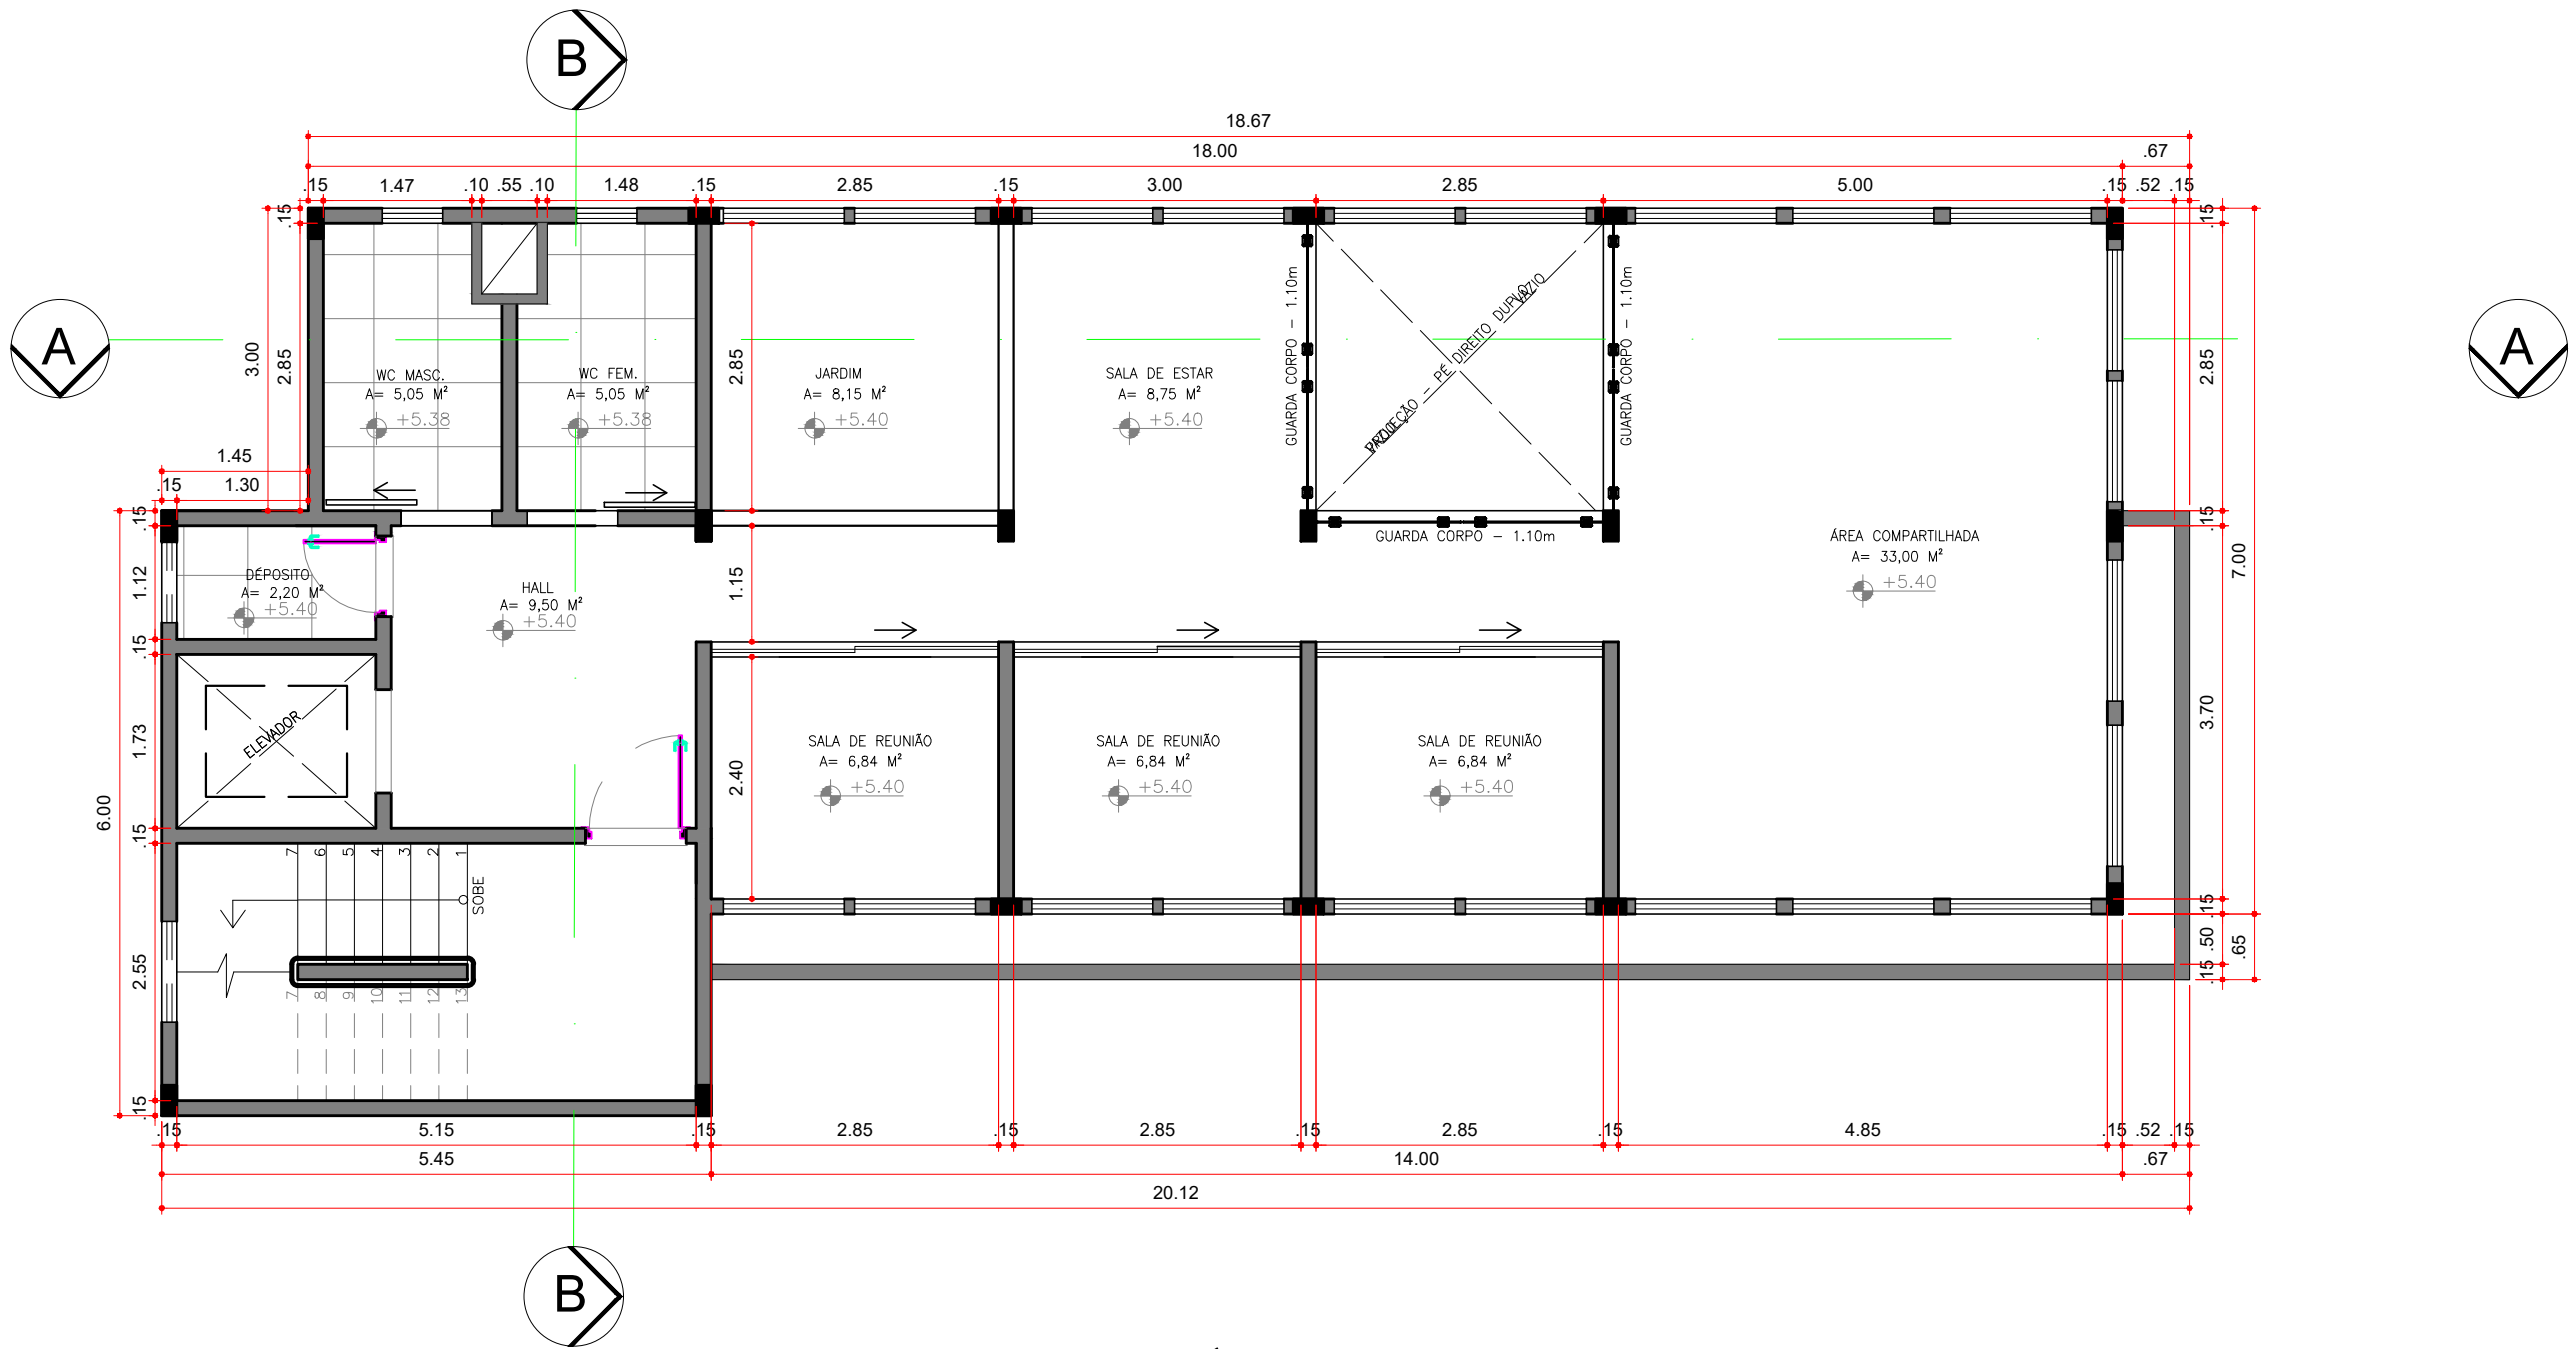 B
18.67
18.00
.67
.15
1.47
.10
.55
.10
1.48
.15
2.85
.15
3.00
2.85
5.00
.15
.52
.15
.15
.15
A
A
3.00
2.85
2.85
2.85
WC MASC.
A= 5,05 M²
+5.38
WC FEM.
A= 5,05 M²
+5.38
JARDIM
A= 8,15 M²
+5.40
SALA DE ESTAR
A= 8,75 M²
+5.40
GUARDA CORPO - 1.10m
PROJEÇÃO - PÉ DIREITO DUPLO
VAZIO
GUARDA CORPO - 1.10m
GUARDA CORPO - 1.10m
1.45
.15
1.30
.15
1.12
.15
1.73
.15
6.00
2.55
.15
DÉPOSITO
A= 2,20 M²
+5.40
HALL
A= 9,50 M²
+5.40
1.15
ÁREA COMPARTILHADA
A= 33,00 M²
+5.40
.15
7.00
3.70
ELEVADOR
SALA DE REUNIÃO
A= 6,84 M²
+5.40
SALA DE REUNIÃO
A= 6,84 M²
+5.40
SALA DE REUNIÃO
A= 6,84 M²
+5.40
2.40
7 6 5 4 3 2 1
SOBE
7 8 9 10 11 12 13
.15
.50
.65
.15
.15
5.15
.15
2.85
.15
2.85
.15
2.85
.15
4.85
.15
.52
.15
5.45
14.00
.67
20.12
B